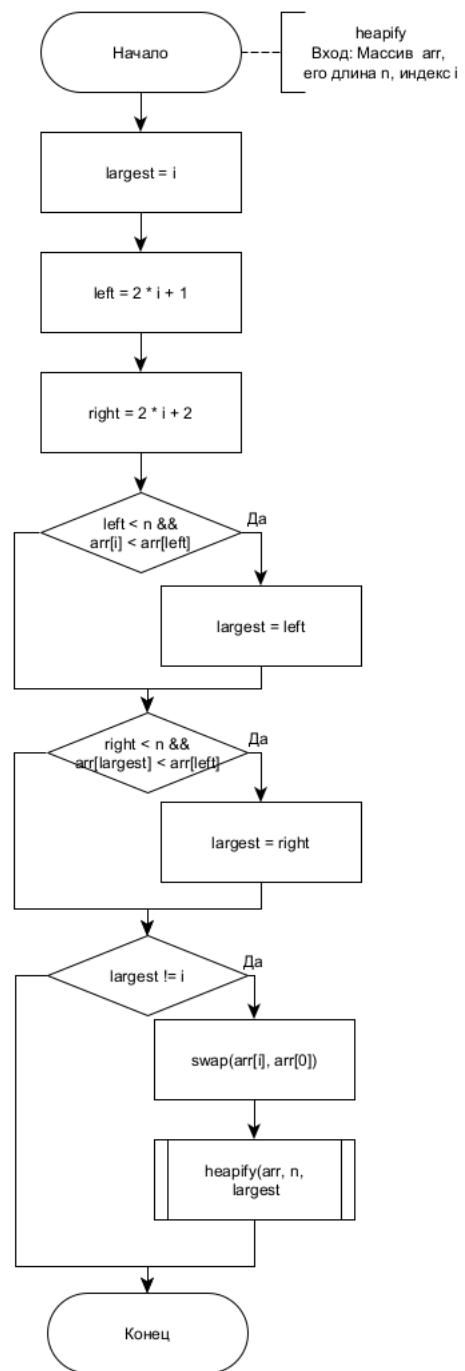 Начало
heapify
Вход: Массив arr,
его длина n, индекс i
largest = i
left = 2 * i + 1
right = 2 * i + 2
left < n &&
arr[i] < arr[left]
Да
largest = left
right < n &&
arr[largest] < arr[left]
Да
largest = right
largest != i
Да
swap(arr[i], arr[0])
heapify(arr, n,
largest
Конец